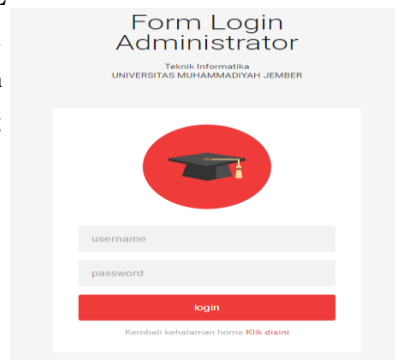 Form Login
Administrator
Teknik Informatika
UNIVERSITAS MUHAMMADIYAH JEMBER
username
password
login
Kembali kehalaman home Klik disini